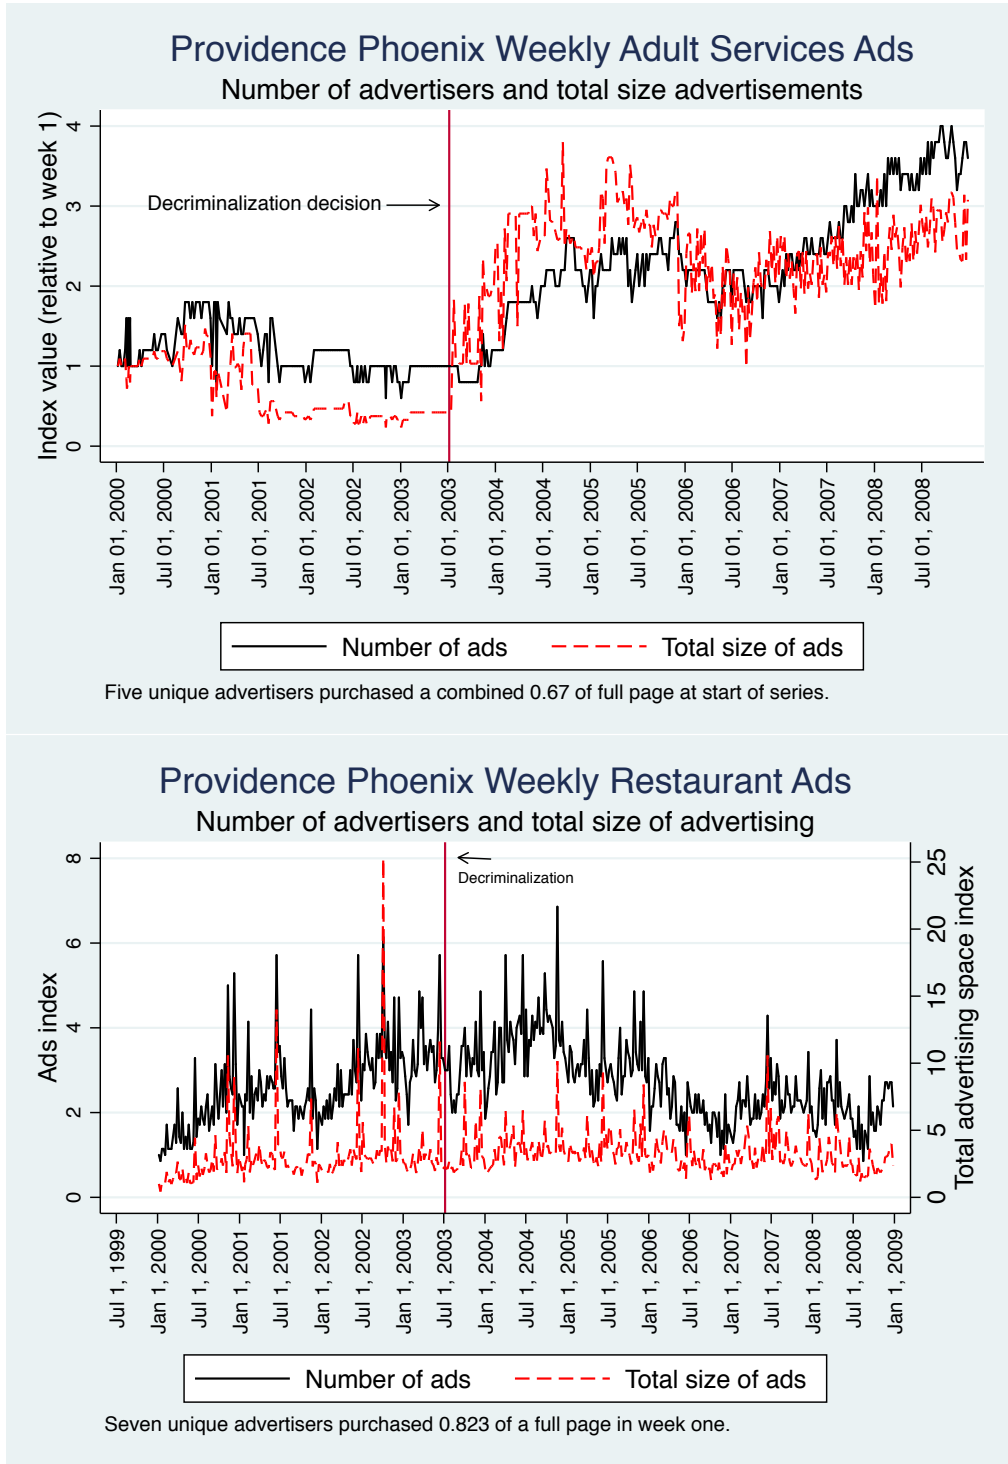 Providence Phoenix Weekly Adult Services Ads
Number of advertisers and total size advertisements
Index value (relative to week 1)
4
3
2
1
0
Decriminalization decision
Jan 01, 2000
Jul 01, 2000
Jan 01, 2001
Jul 01, 2001
Jan 01, 2002
Jul 01, 2002
Jan 01, 2003
Jul 01, 2003
Jan 01, 2004
Jul 01, 2004
Jan 01, 2005
Jul 01, 2005
Jan 01, 2006
Jul 01, 2006
Jan 01, 2007
Jul 01, 2007
Jan 01, 2008
Jul 01, 2008
Number of ads
Total size of ads
Five unique advertisers purchased a combined 0.67 of full page at start of series.
Providence Phoenix Weekly Restaurant Ads
Number of advertisers and total size of advertising
Ads index
8
6
4
2
0
Decriminalization
Total advertising space index
25
20
15
10
5
0
Jul 1, 1999
Jan 1, 2000
Jul 1, 2000
Jan 1, 2001
Jul 1, 2001
Jan 1, 2002
Jul 1, 2002
Jan 1, 2003
Jul 1, 2003
Jan 1, 2004
Jul 1, 2004
Jan 1, 2005
Jul 1, 2005
Jan 1, 2006
Jul 1, 2006
Jan 1, 2007
Jul 1, 2007
Jan 1, 2008
Jul 1, 2008
Jan 1, 2009
Number of ads
Total size of ads
Seven unique advertisers purchased 0.823 of a full page in week one.